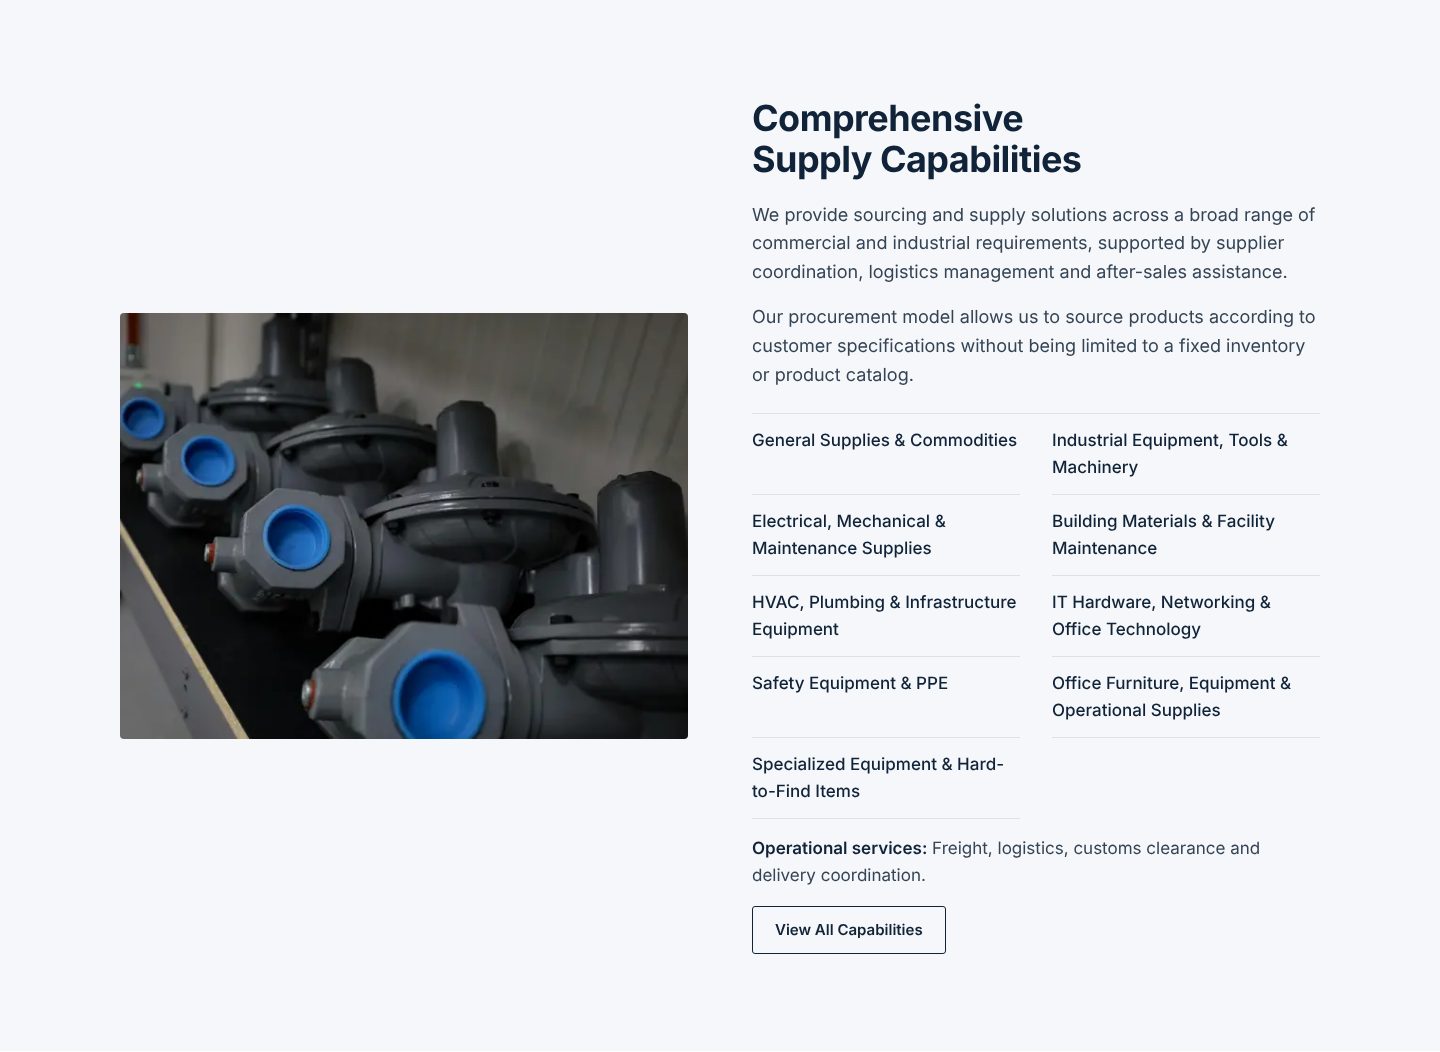 Comprehensive
Supply Capabilities
We provide sourcing and supply solutions across a broad range of
commercial and industrial requirements, supported by supplier
coordination, logistics management and after-sales assistance.
Our procurement model allows us to source products according to
customer specifications without being limited to a fixed inventory
or product catalog.
General Supplies & Commodities
Industrial Equipment, Tools &
Machinery
Electrical, Mechanical &
Maintenance Supplies
Building Materials & Facility
Maintenance
HVAC, Plumbing & Infrastructure
Equipment
IT Hardware, Networking &
Office Technology
Safety Equipment & PPE
Office Furniture, Equipment &
Operational Supplies
Specialized Equipment & Hard-
to-Find Items
Operational services: Freight, logistics, customs clearance and
delivery coordination.
View All Capabilities